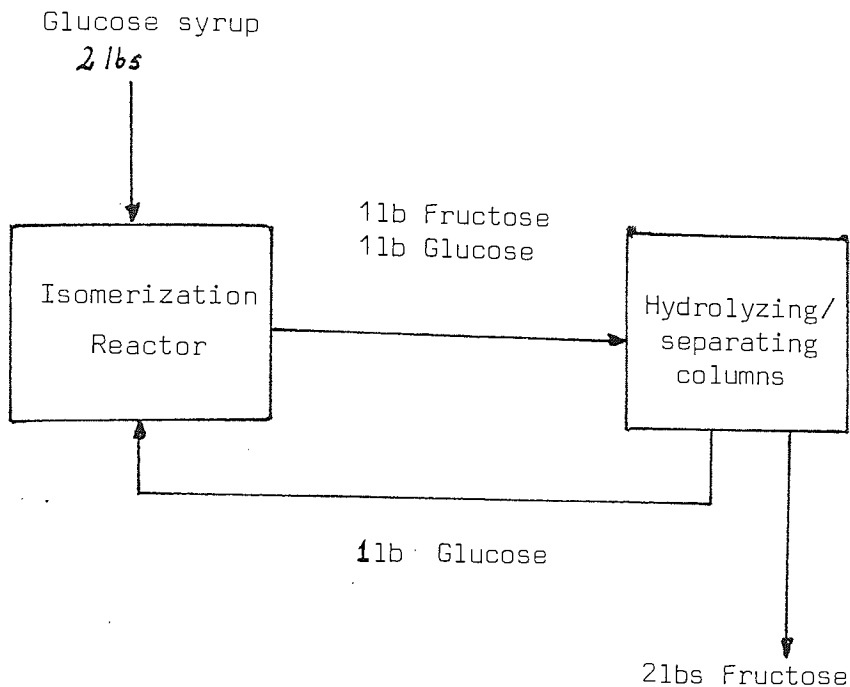 Glucose syrup
2 lbs
1lb Fructose
1lb Glucose
Isomerization
Reactor
Hydrolyzing/
separating
columns
1lb Glucose
2lbs Fructose